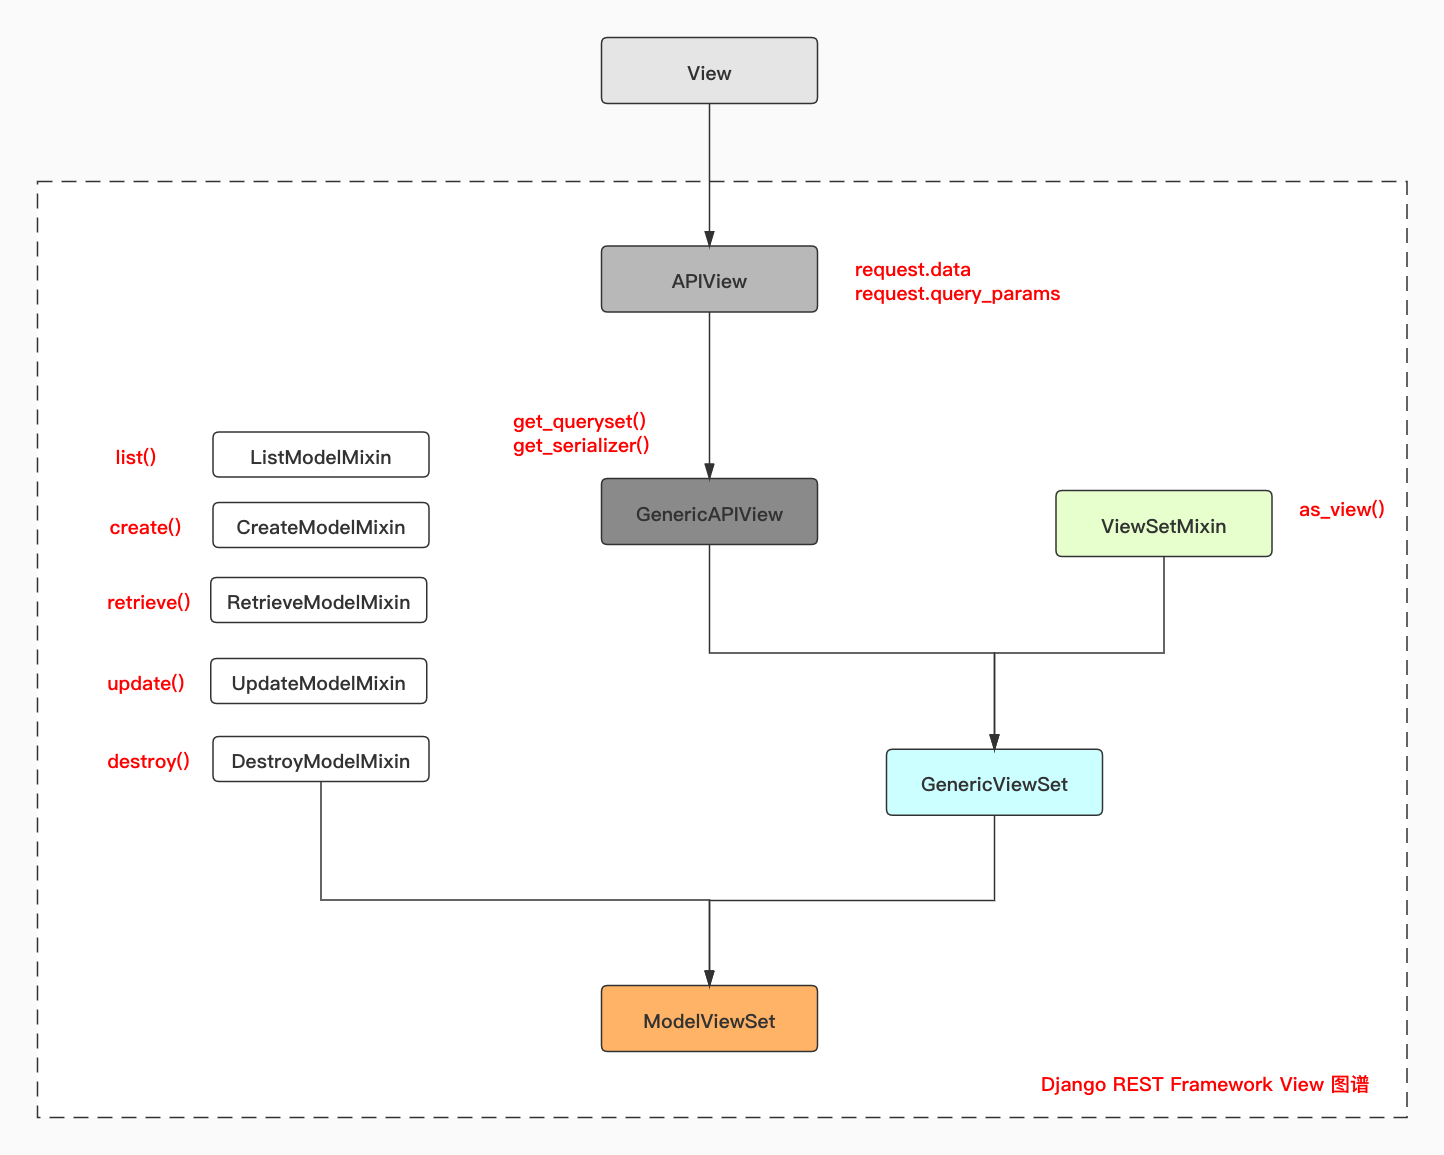 View
APIView
request.data
request.query_params
get_queryset()
get_serializer()
list()
ListModelMixin
create()
CreateModelMixin
GenericAPIView
ViewSetMixin
as_view()
retrieve()
RetrieveModelMixin
update()
UpdateModelMixin
destroy()
DestroyModelMixin
GenericViewSet
ModelViewSet
Django REST Framework View 图谱